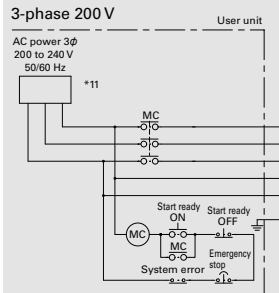 3-phase 200 V
User unit
AC power 3ϕ
200 to 240 V
50/60 Hz
*11
MC
Start ready
ON
Start ready
OFF
MC
MC
Emergency
stop
System error